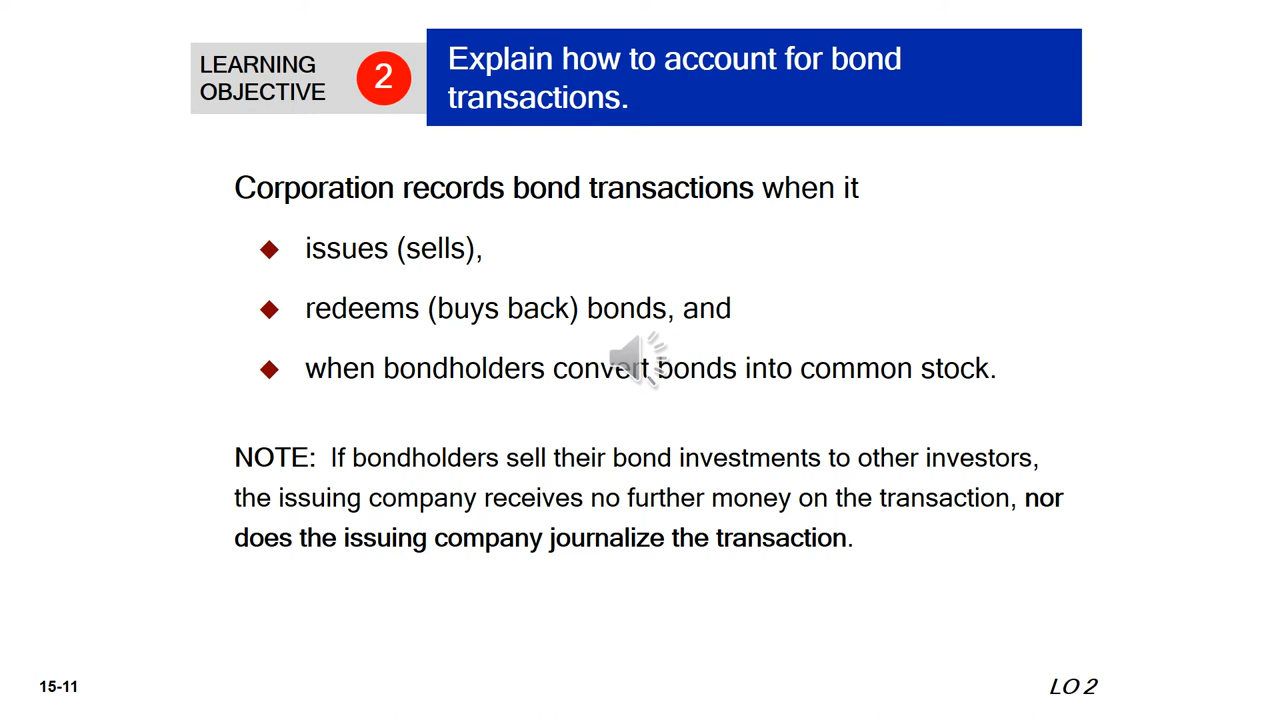 LEARNING
OBJECTIVE
2
Explain how to account for bond
transactions.
Corporation records bond transactions when it
issues (sells),
redeems (buys back) bonds, and
when bondholders convert bonds into common stock.
NOTE: If bondholders sell their bond investments to other investors,
the issuing company receives no further money on the transaction, nor
does the issuing company journalize the transaction.
15-11
LO 2